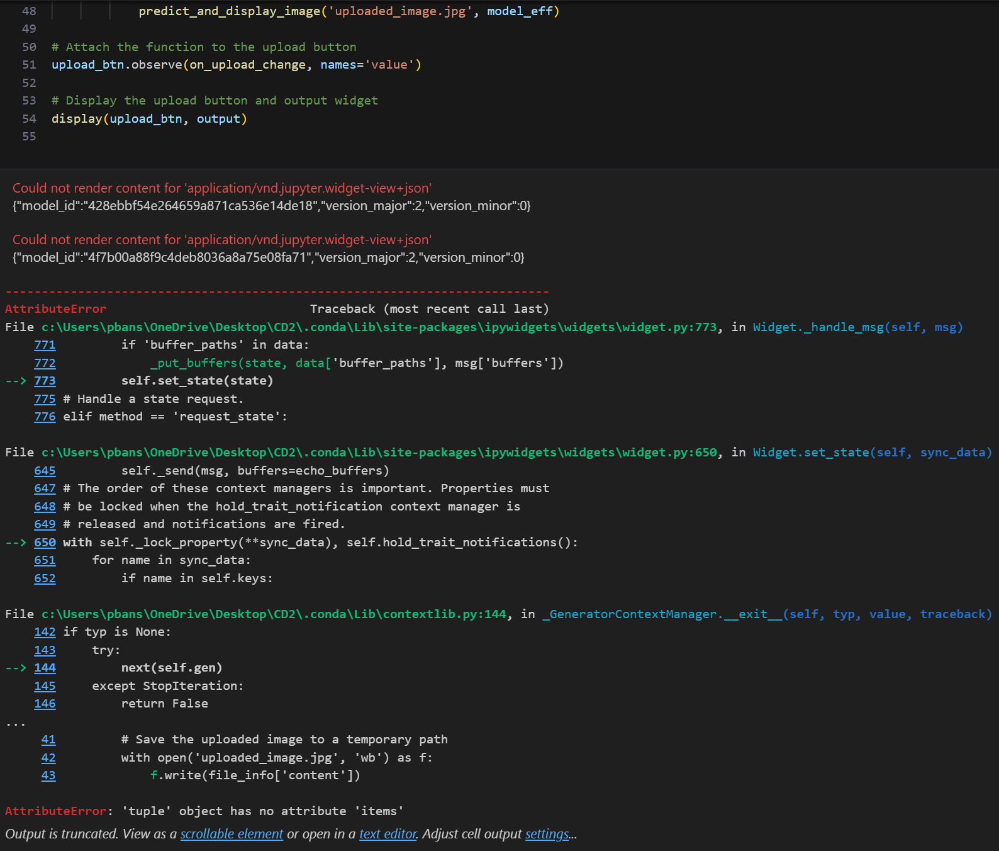 48 predict_and_display_image('uploaded_image.jpg', model_eff)
49
50 # Attach the function to the upload button
51 upload_btn.observe(on_upload_change, names='value')
52
53 # Display the upload button and output widget
54 display(upload_btn, output)
55
Could not render content for 'application/vnd.jupyter.widget-view+json'
{"model_id":"428ebbf54e264659a871ca536e14de18","version_major":2,"version_minor":0}
Could not render content for 'application/vnd.jupyter.widget-view+json'
{"model_id":"4f7b00a88f9c4deb8036a8a75e08fa71","version_major":2,"version_minor":0}
---------------------------------------------------------------------------
AttributeError                            Traceback (most recent call last)
File c:\Users\pbans\OneDrive\Desktop\CD2\.conda\Lib\site-packages\ipywidgets\widgets\widget.py:773, in Widget._handle_msg(self, msg)
    771         if 'buffer_paths' in data:
    772             _put_buffers(state, data['buffer_paths'], msg['buffers'])
--> 773         self.set_state(state)
    775 # Handle a state request.
    776 elif method == 'request_state':
File c:\Users\pbans\OneDrive\Desktop\CD2\.conda\Lib\site-packages\ipywidgets\widgets\widget.py:650, in Widget.set_state(self, sync_data)
    645         self._send(msg, buffers=echo_buffers)
    647 # The order of these context managers is important. Properties must
    648 # be locked when the hold_trait_notification context manager is
    649 # released and notifications are fired.
--> 650 with self._lock_property(**sync_data), self.hold_trait_notifications():
    651     for name in sync_data:
    652         if name in self.keys:
File c:\Users\pbans\OneDrive\Desktop\CD2\.conda\Lib\contextlib.py:144, in _GeneratorContextManager.__exit__(self, typ, value, traceback)
    142 if typ is None:
    143     try:
--> 144         next(self.gen)
    145     except StopIteration:
    146         return False
...
     41         # Save the uploaded image to a temporary path
     42         with open('uploaded_image.jpg', 'wb') as f:
     43             f.write(file_info['content'])
AttributeError: 'tuple' object has no attribute 'items'
Output is truncated. View as a scrollable element or open in a text editor. Adjust cell output settings...